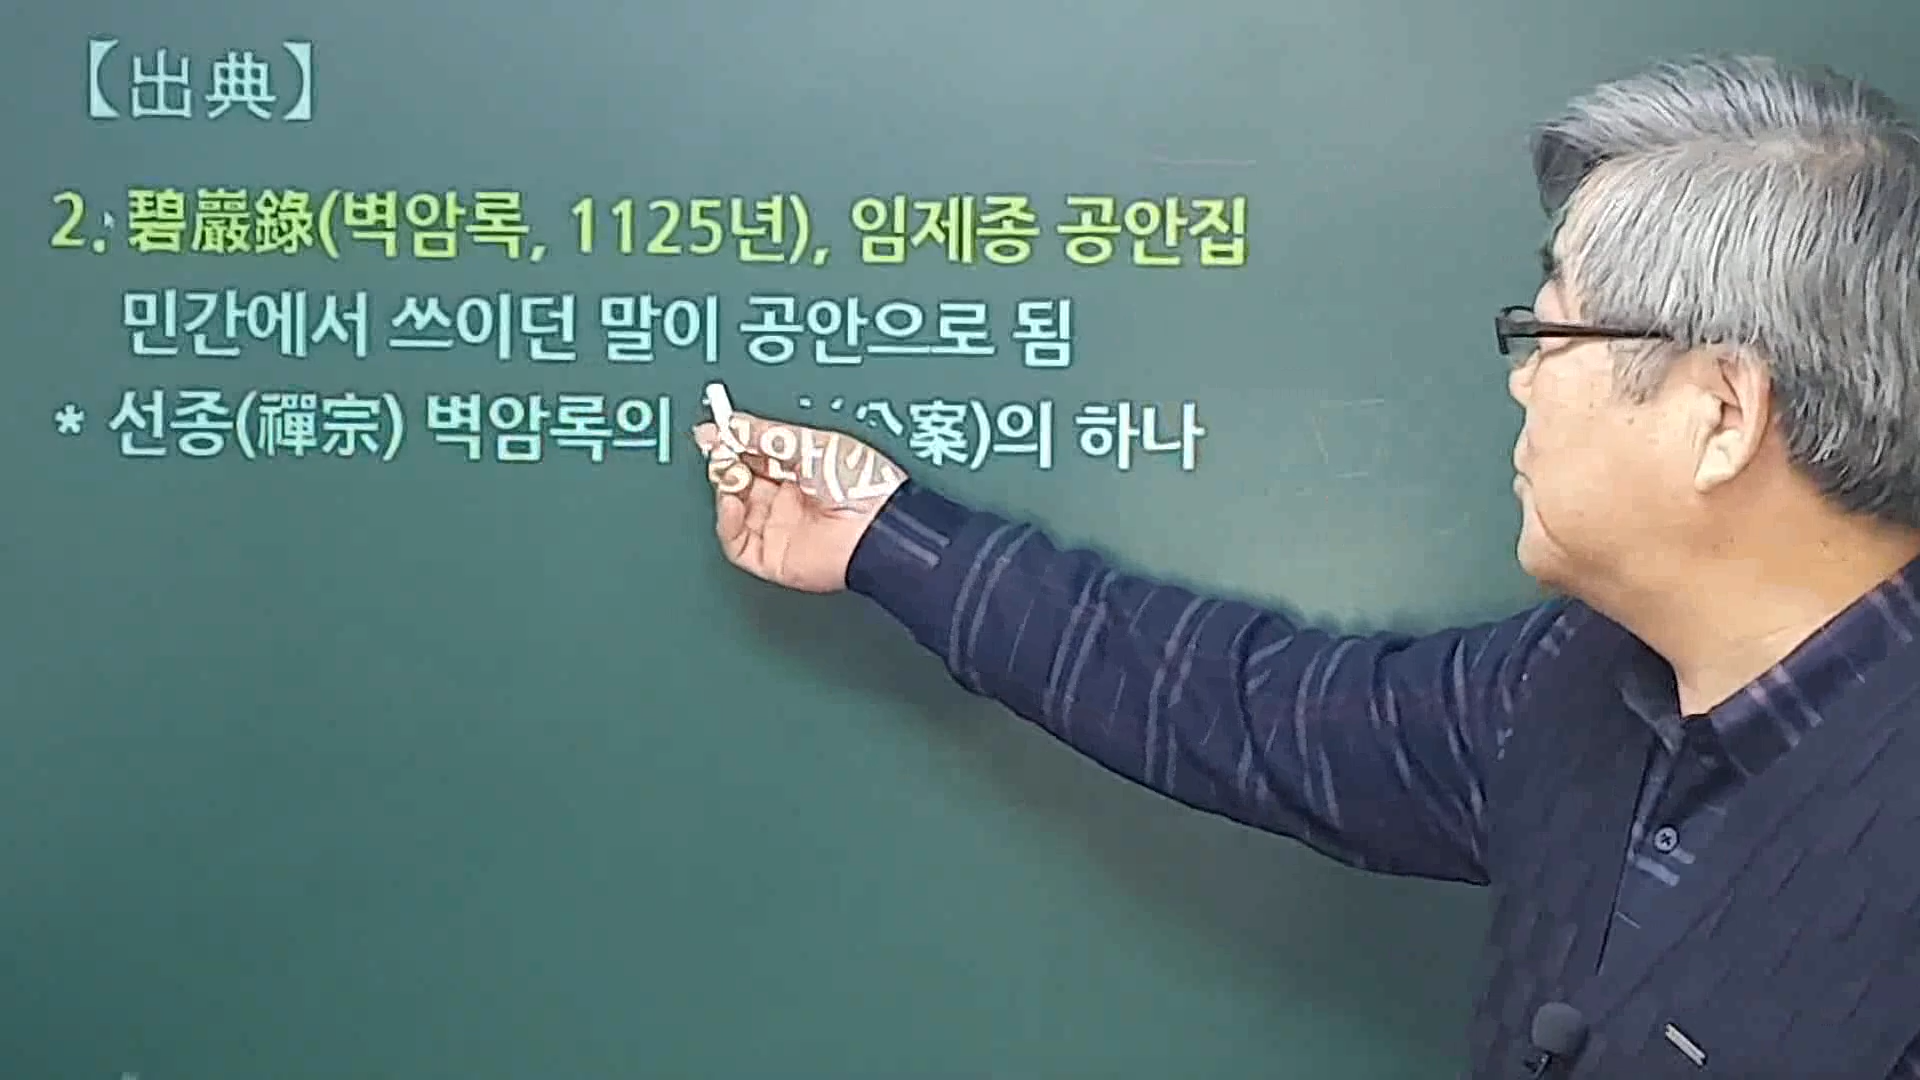 【出典】
2. 碧巖錄(벽암록, 1125년), 임제종 공안집
민간에서 쓰이던 말이 공안으로 됨
* 선종(禪宗) 벽암록의 공안(公案)의 하나